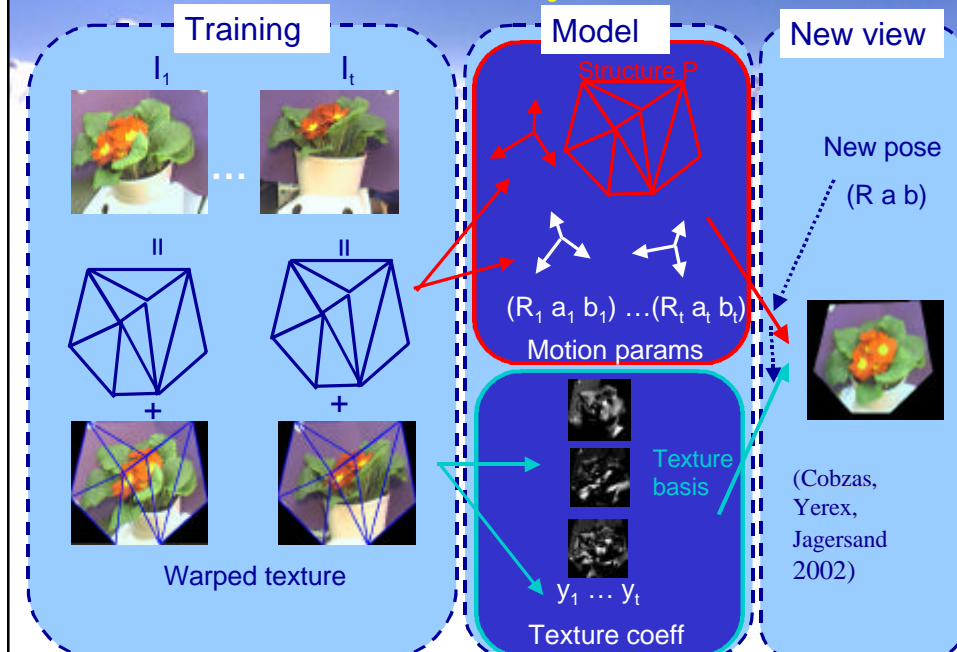 Training
I₁
Iₜ
...
=
=
+
+
Warped texture
Model
Structure P
(R₁ a₁ b₁) ...(Rₜ aₜ bₜ)
Motion params
Texture
basis
y₁ ... yₜ
Texture coeff
New view
New pose
(R a b)
(Cobzas,
Yerex,
Jagersand
2002)